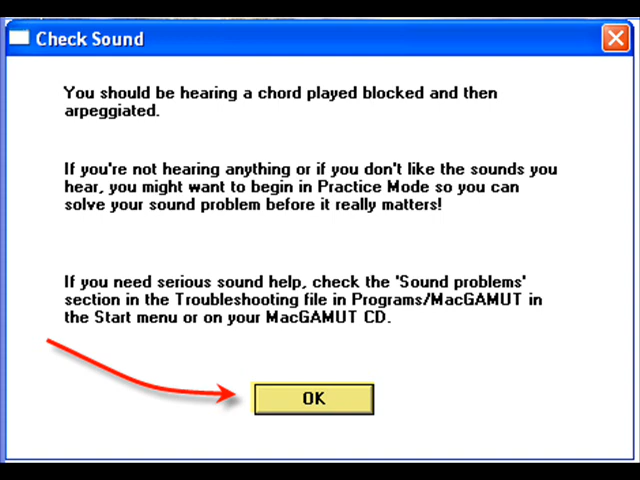 Check Sound
You should be hearing a chord played blocked and then
arpeggiated.
If you're not hearing anything or if you don't like the sounds you
hear, you might want to begin in Practice Mode so you can
solve your sound problem before it really matters!
If you need serious sound help, check the 'Sound problems'
section in the Troubleshooting file in Programs/MacGAMUT in
the Start menu or on your MacGAMUT CD.
OK